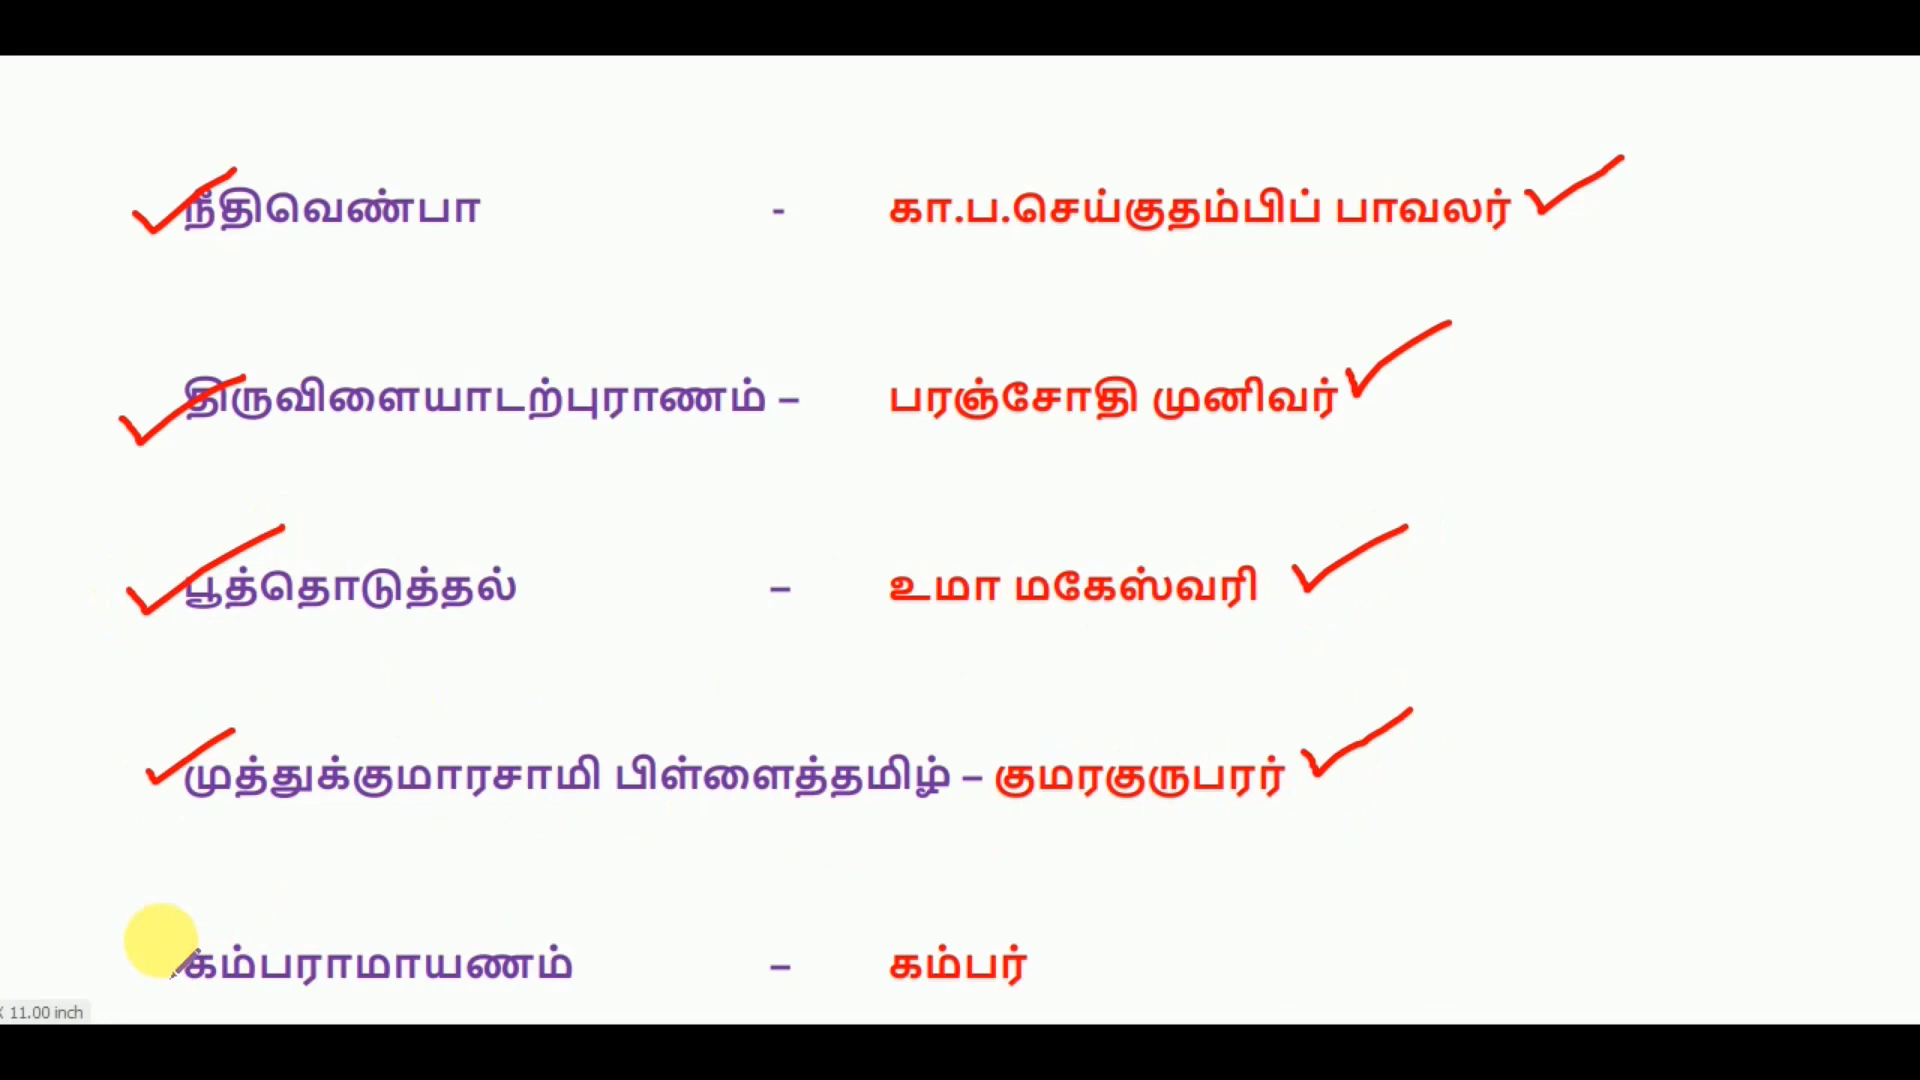 நீதிவெண்பா - கா.ப.செய்குதம்பிப் பாவலர்
திருவிளையாடற்புராணம் – பரஞ்சோதி முனிவர்
பூத்தொடுத்தல் – உமா மகேஸ்வரி
முத்துக்குமாரசாமி பிள்ளைத்தமிழ் – குமரகுருபரர்
கம்பராமாயணம் – கம்பர்
X 11.00 inch